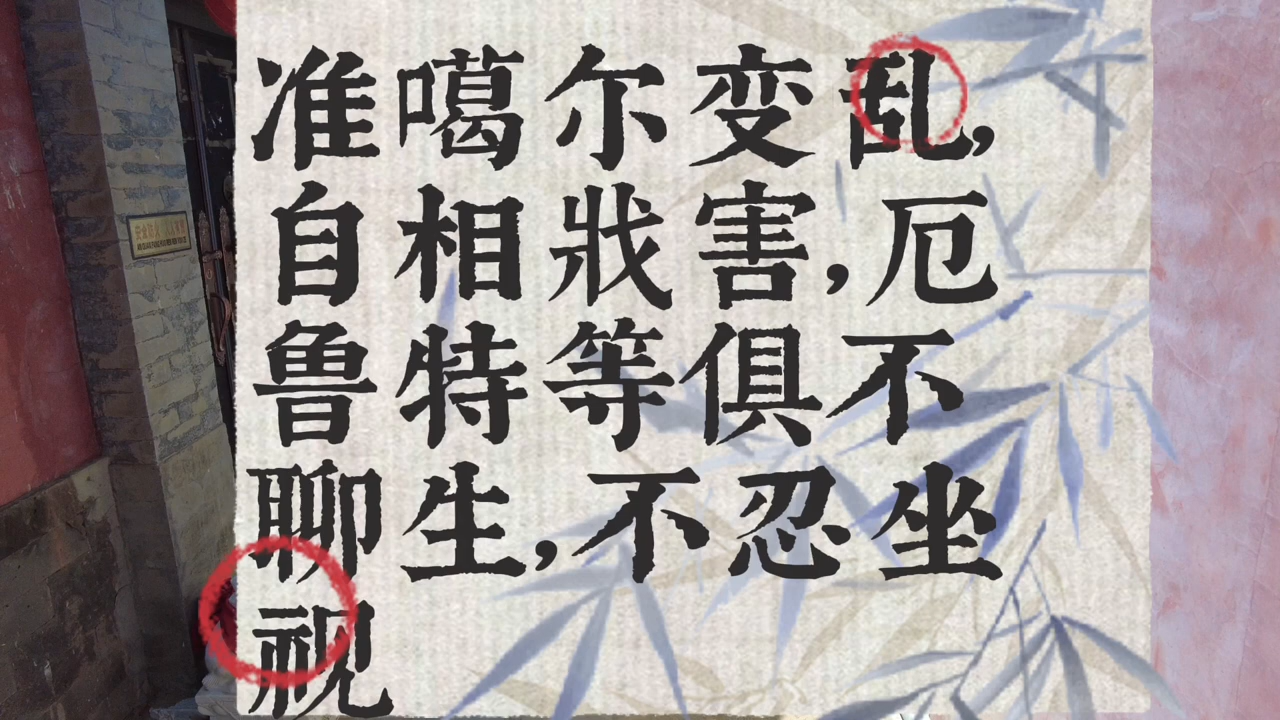 准噶尔变乱，
自相戕害，厄
鲁特等俱不
聊生，不忍坐
视